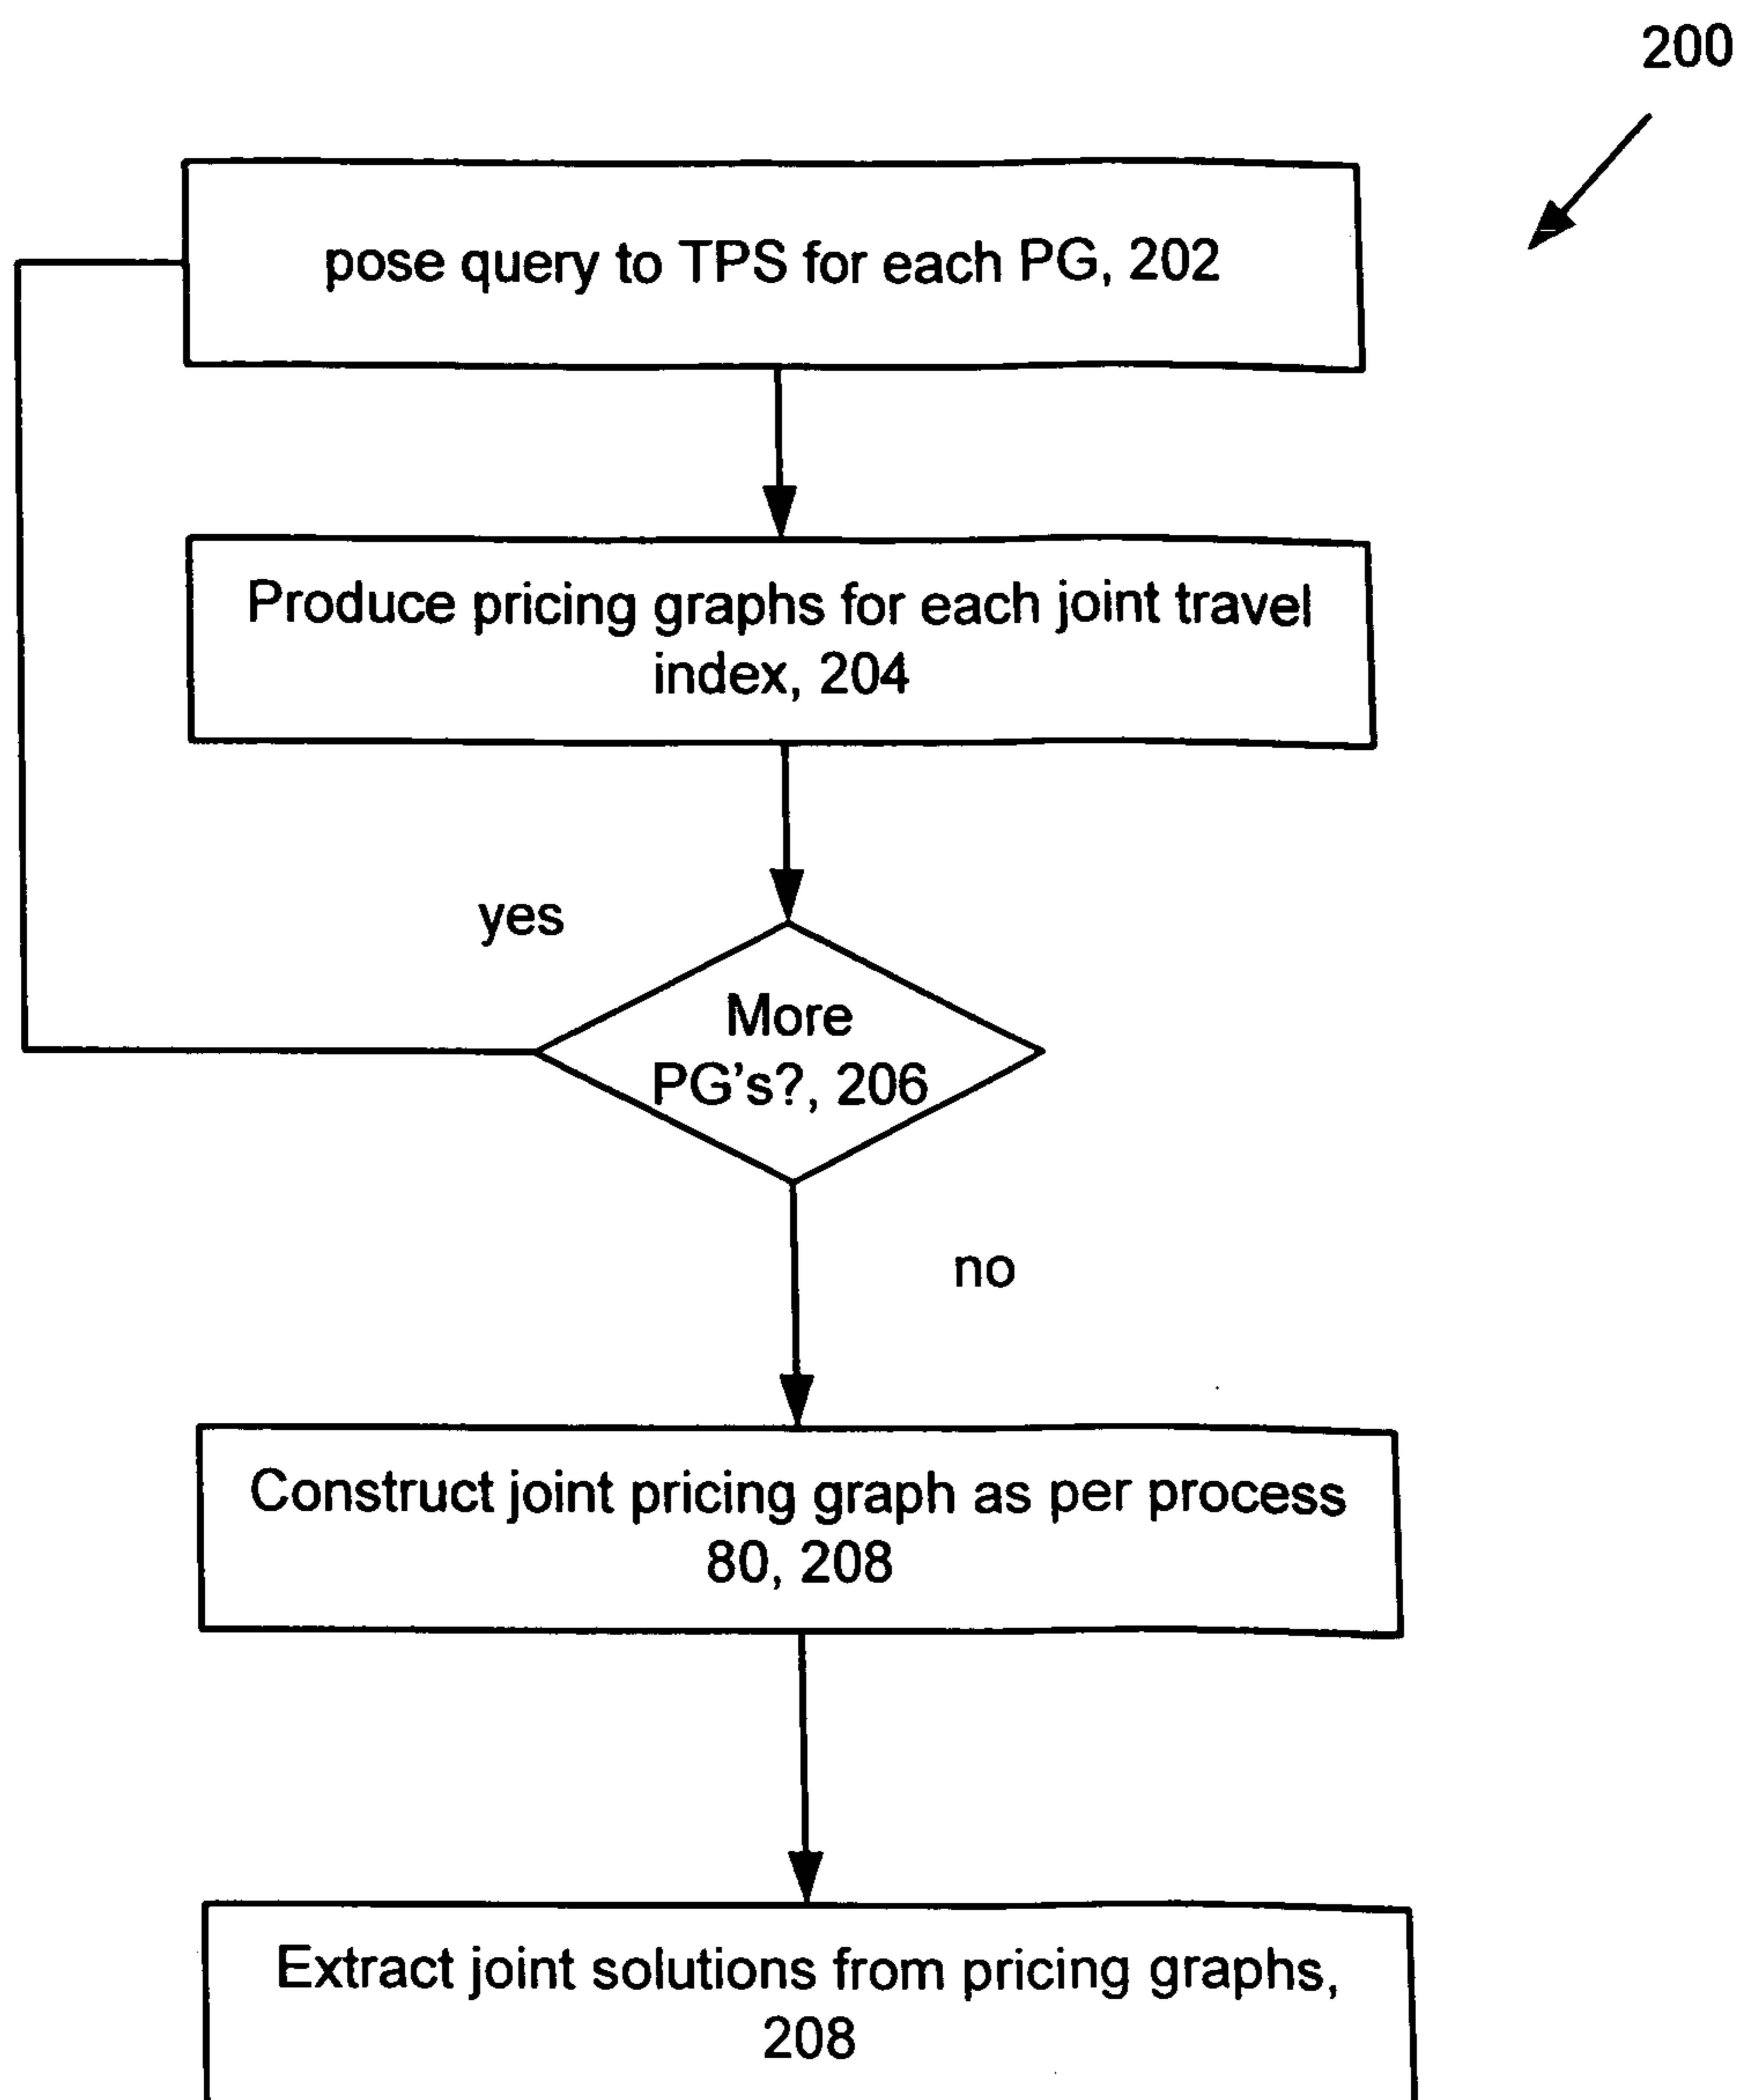 200
pose query to TPS for each PG, 202
Produce pricing graphs for each joint travel
index, 204
yes
More
PG's?, 206
no
Construct joint pricing graph as per process
80, 208
Extract joint solutions from pricing graphs,
208